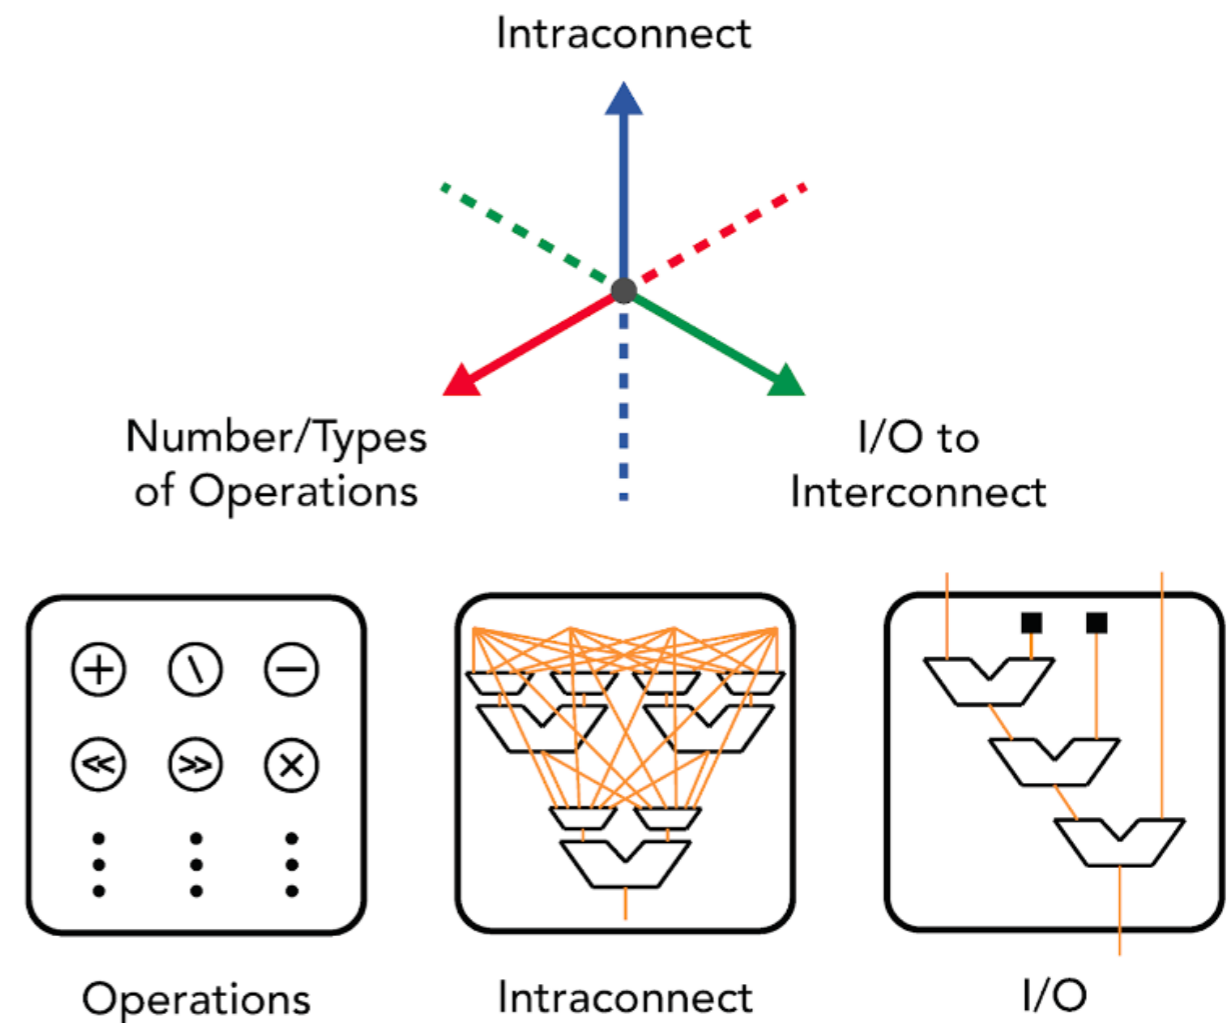 Intraconnect
Number/Types
of Operations
I/O to
Interconnect
+ \ −
≪ ≫ ×
Operations
Intraconnect
I/O